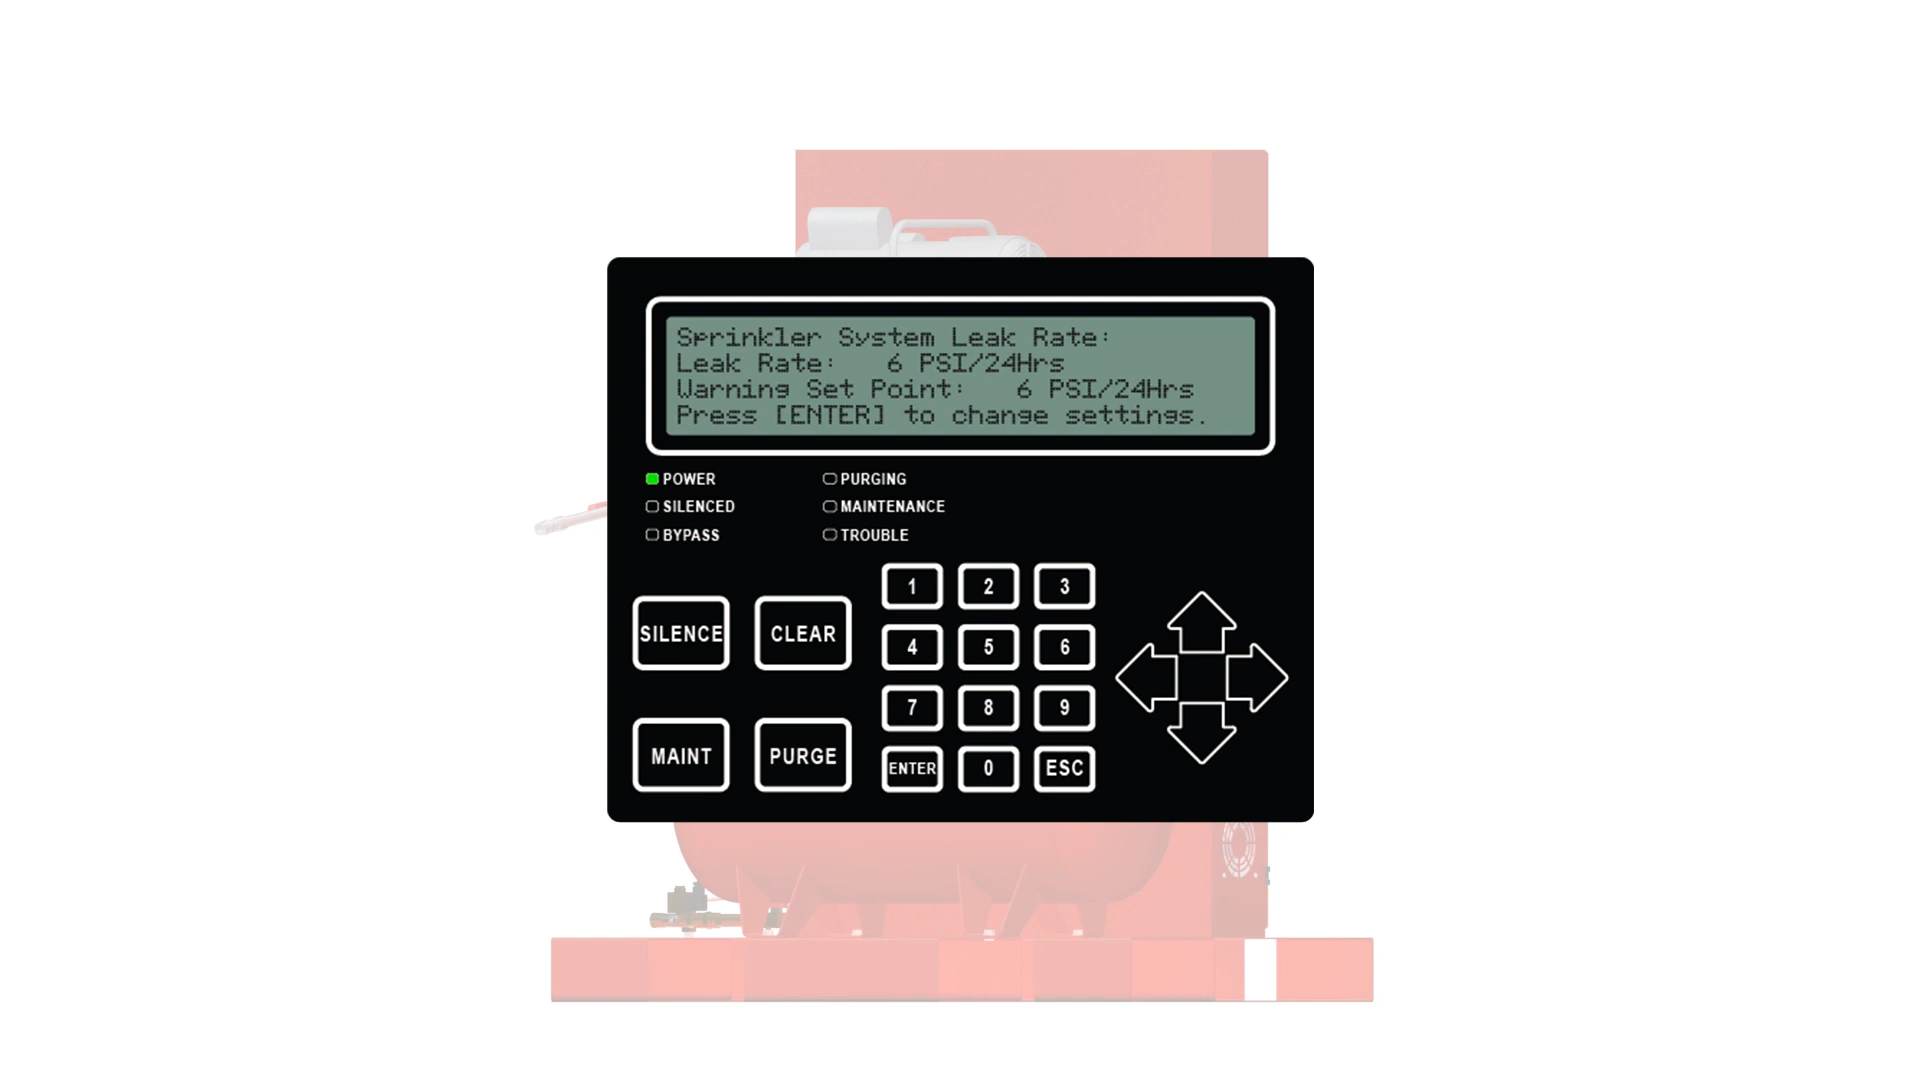 Sprinkler System Leak Rate:
Leak Rate:   6 PSI/24Hrs
Warning Set Point:   6 PSI/24Hrs
Press [ENTER] to change settings.
POWER
PURGING
SILENCED
MAINTENANCE
BYPASS
TROUBLE
1 2 3
SILENCE CLEAR
4 5 6
7 8 9
MAINT PURGE
ENTER 0 ESC